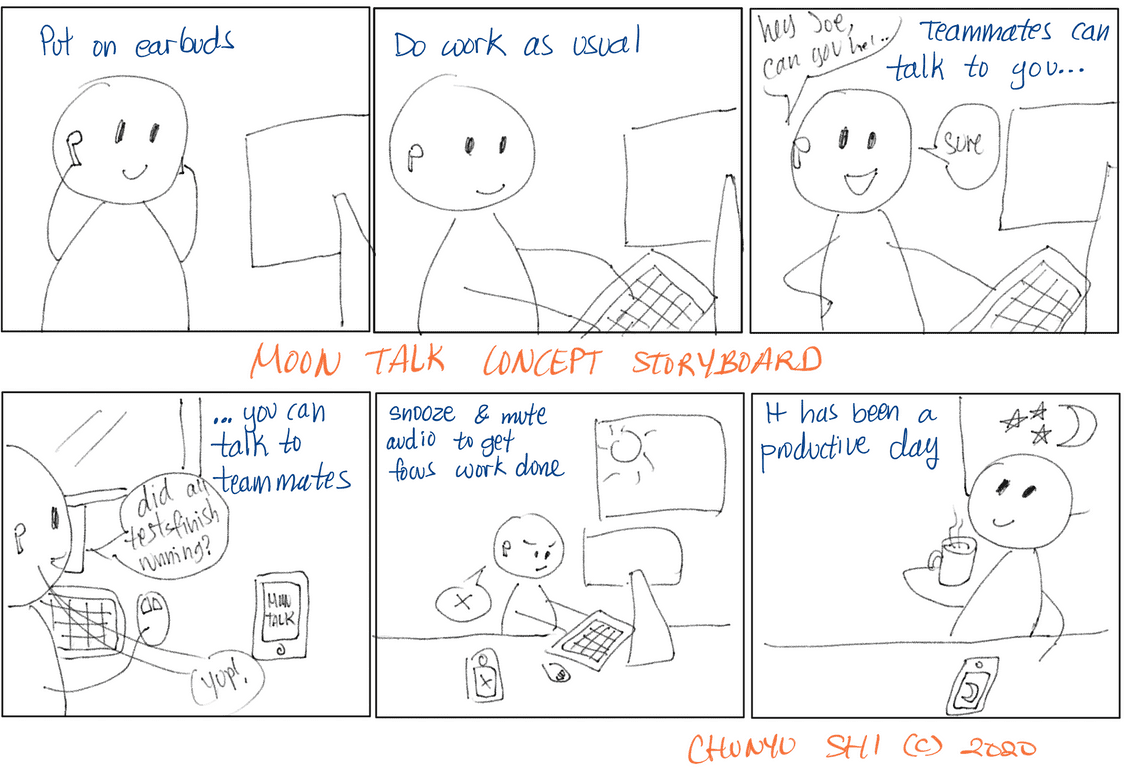 Put on earbuds
Do work as usual
hey Joe,
can you hel...
Teammates can
talk to you...
sure
MOON TALK CONCEPT STORYBOARD
... you can
talk to
teammates
did all
tests finish
running?
MOON
TALK
yup!
snooze & mute
audio to get
focus work done
It has been a
productive day
CHUNYU SHI (C) 2020